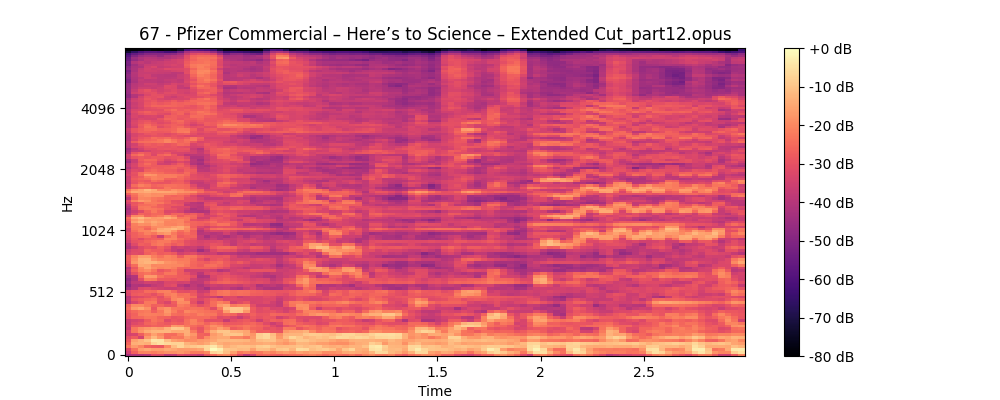 67 - Pfizer Commercial – Here’s to Science – Extended Cut_part12.opus
Hz
4096
2048
1024
512
0
0
0.5
1
1.5
2
2.5
Time
+0 dB
-10 dB
-20 dB
-30 dB
-40 dB
-50 dB
-60 dB
-70 dB
-80 dB